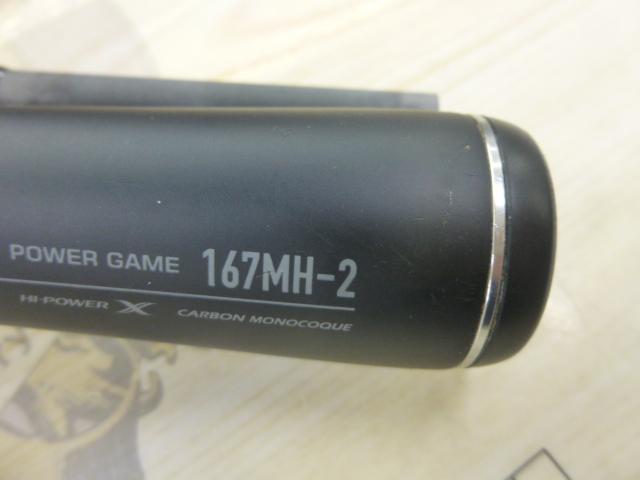 POWER GAME 167MH-2
HI-POWER X CARBON MONOCOQUE